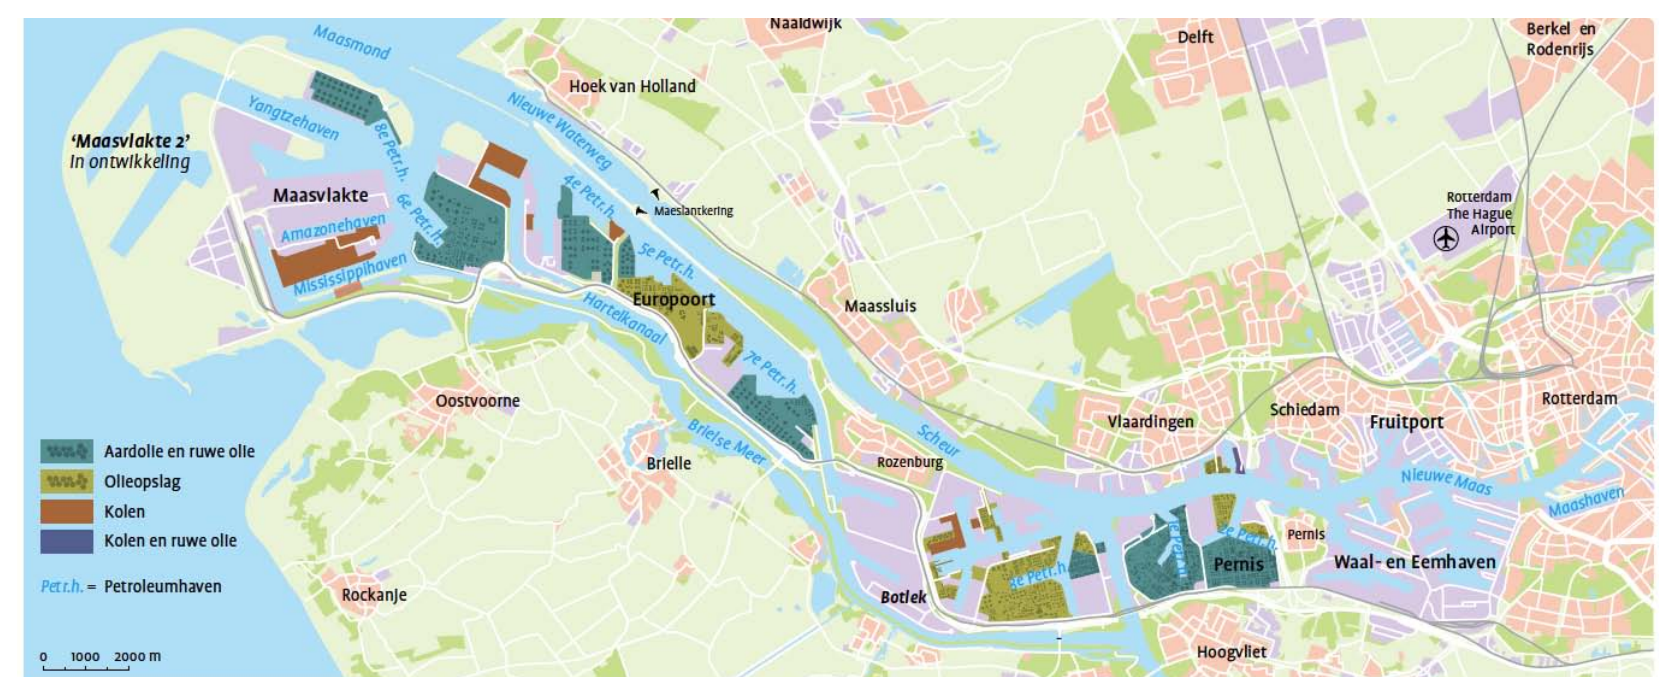 Naaldwijk
Maasmond
Delft
Berkel en
Rodenrijs
Hoek van Holland
Yangtzehaven
Nieuwe Waterweg
8e Petr.h.
'Maasvlakte 2'
In ontwikkeling
Maasvlakte
4e Petr.h.
6e Petr.h.
Maeslantkering
Rotterdam
The Hague
Airport
Amazonehaven
Mississippihaven
5e Petr.h.
Europoort
Hartelkanaal
Maassluis
7e Petr.h.
Oostvoorne
Brielse Meer
Vlaardingen
Schiedam
Fruitport
Rotterdam
Scheur
Brielle
Rozenburg
Nieuwe Maas
Maashaven
Aardolie en ruwe olie
Olieopslag
Kolen
Kolen en ruwe olie
Petr.h. = Petroleumhaven
1e Petr.h.
2e Petr.h.
Pernis
Pernis
Waal- en Eemhaven
3e Petr.h.
Botlek
Rockanje
Hoogvliet
0 1000 2000 m